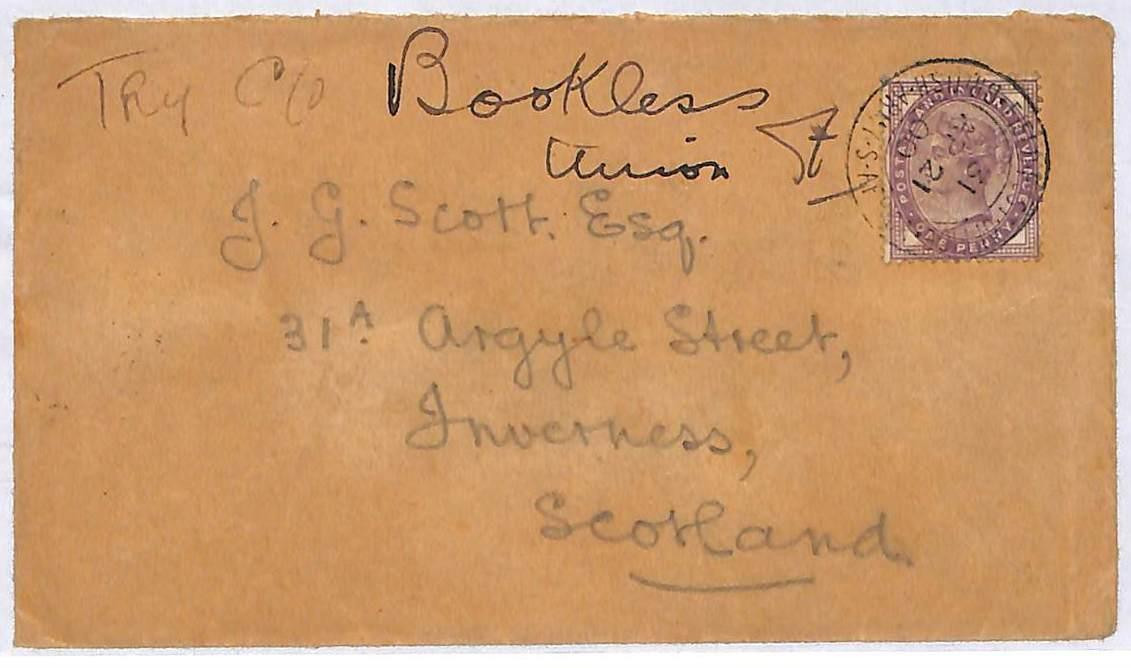 Try c/o Bookless
Union St
J. G. Scott. Esq.
31A Argyle Street,
Inverness,
Scotland.
POSTAGE AND INLAND REVENUE
ONE PENNY